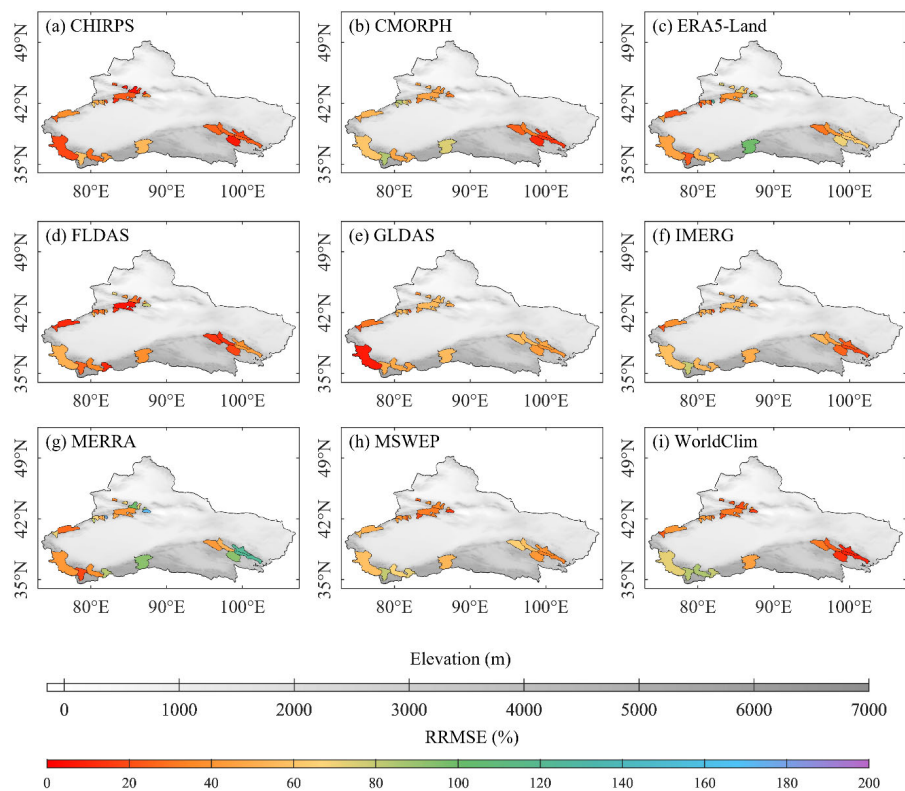 (a) CHIRPS
(b) CMORPH
(c) ERA5-Land
49°N
42°N
35°N
80°E 90°E 100°E
49°N
42°N
35°N
80°E 90°E 100°E
49°N
42°N
35°N
80°E 90°E 100°E
(d) FLDAS
(e) GLDAS
(f) IMERG
49°N
42°N
35°N
80°E 90°E 100°E
49°N
42°N
35°N
80°E 90°E 100°E
49°N
42°N
35°N
80°E 90°E 100°E
(g) MERRA
(h) MSWEP
(i) WorldClim
49°N
42°N
35°N
80°E 90°E 100°E
49°N
42°N
35°N
80°E 90°E 100°E
49°N
42°N
35°N
80°E 90°E 100°E
Elevation (m)
0 1000 2000 3000 4000 5000 6000 7000
RRMSE (%)
0 20 40 60 80 100 120 140 160 180 200